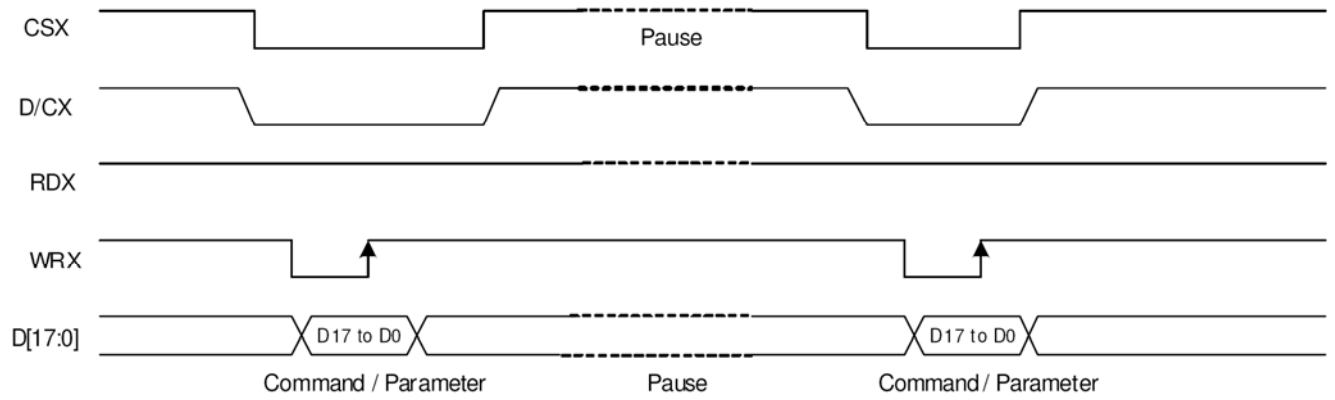 CSX
Pause
D/CX
RDX
WRX
D[17:0]
D17 to D0
D17 to D0
Command / Parameter
Pause
Command / Parameter